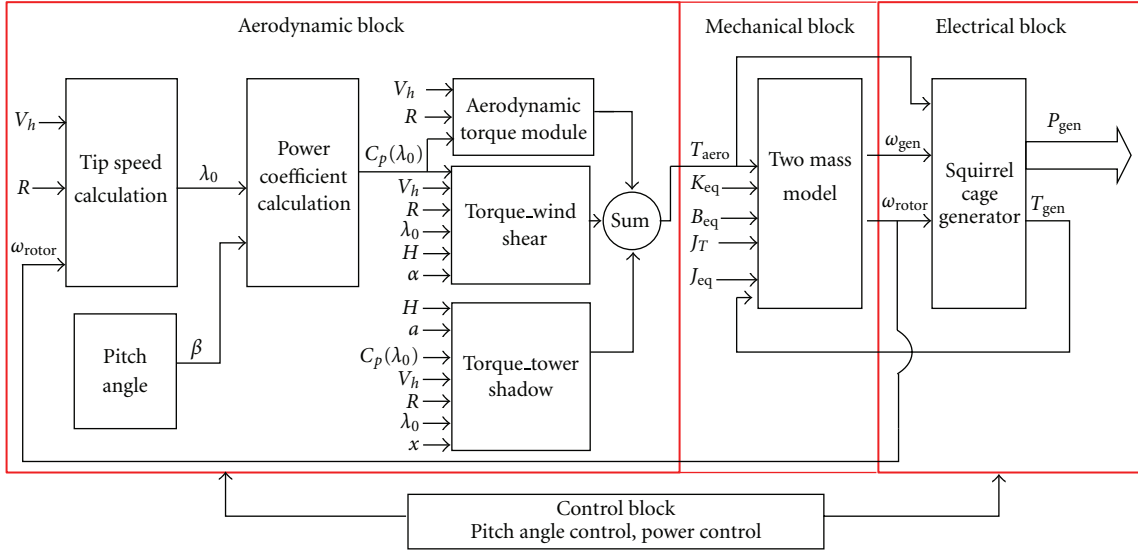 Aerodynamic block
Mechanical block
Electrical block
V_h
R
ω_rotor
Tip speed
calculation
λ_0
Pitch
angle
β
Power
coefficient
calculation
C_p(λ_0)
V_h
R
Aerodynamic
torque module
V_h
R
λ_0
H
α
Torque_wind
shear
H
a
C_p(λ_0)
V_h
R
λ_0
x
Torque_tower
shadow
Sum
T_aero
K_eq
B_eq
J_T
J_eq
Two mass
model
ω_gen
ω_rotor
Squirrel
cage
generator
P_gen
T_gen
Control block
Pitch angle control, power control